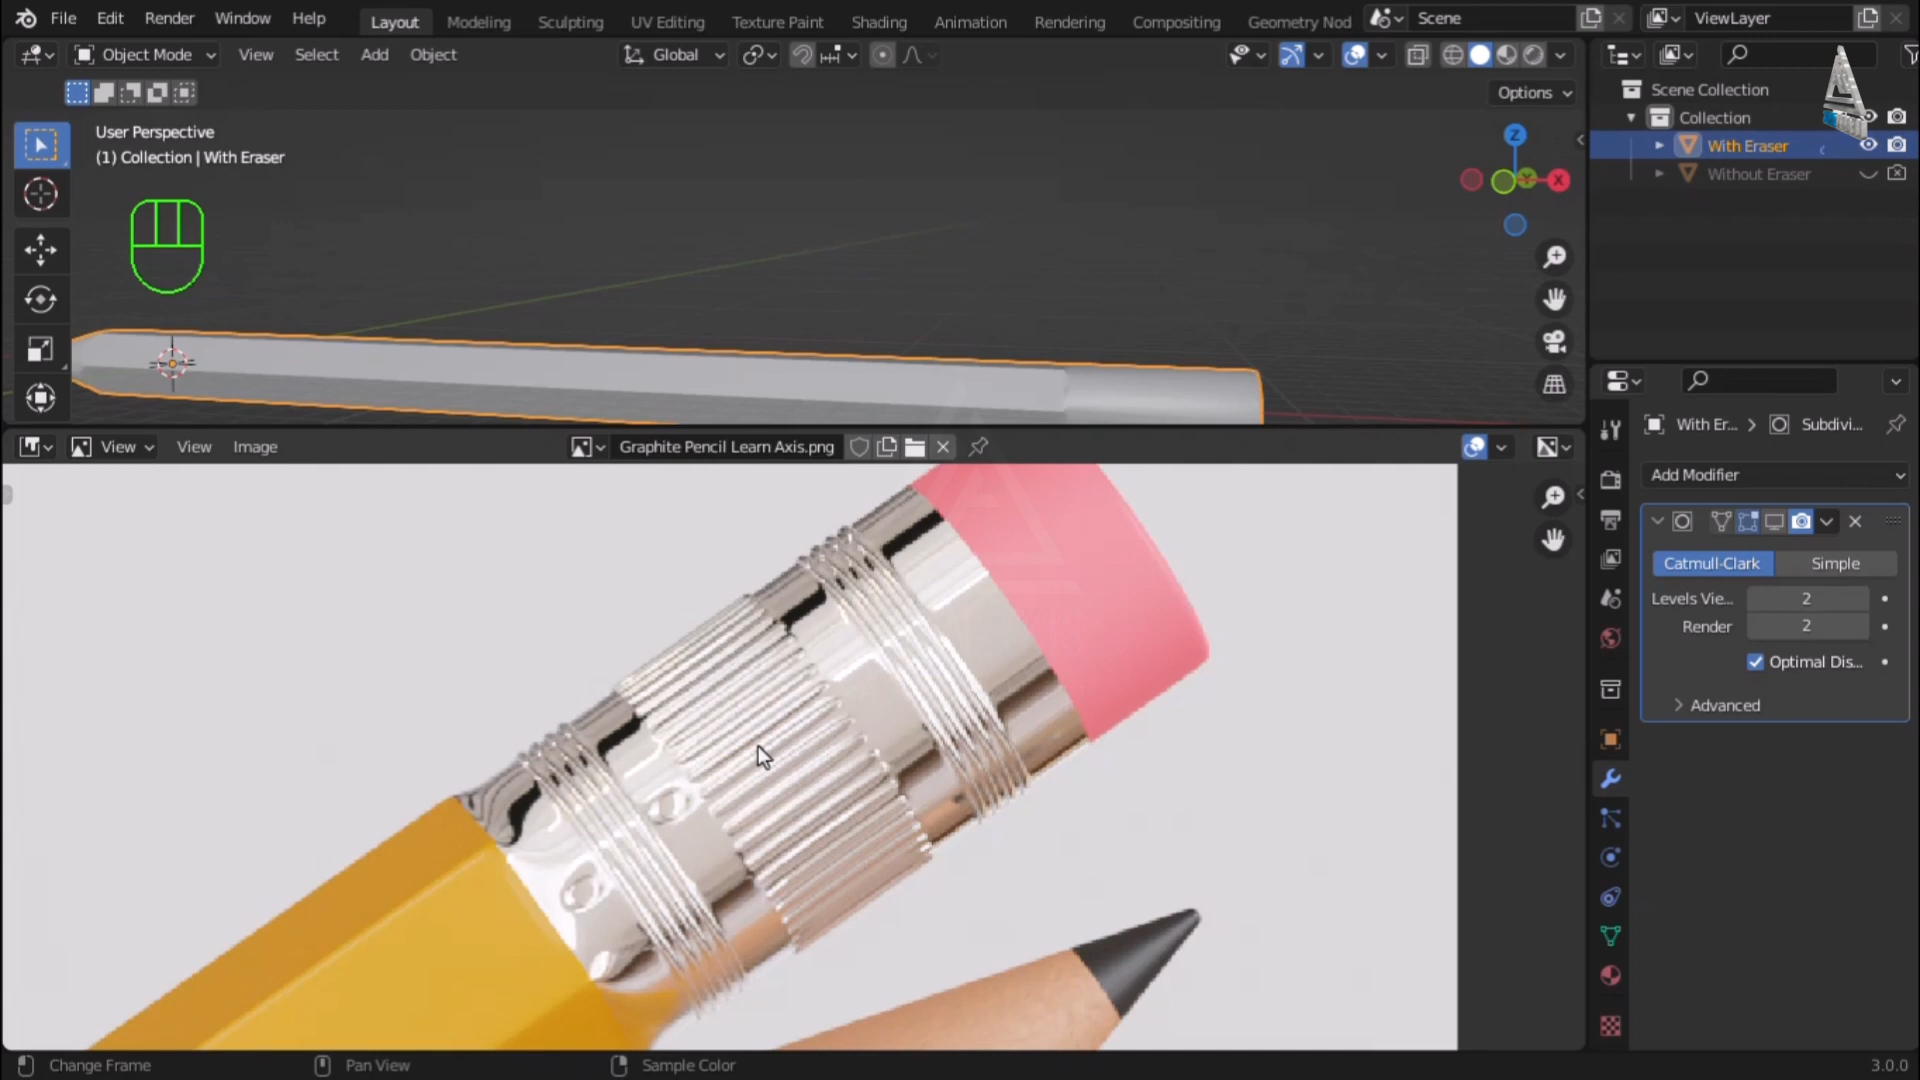 File Edit Render Window Help Layout Modeling Sculpting UV Editing Texture Paint Shading Animation Rendering Compositing Geometry Nod Scene ViewLayer
Object Mode View Select Add Object Global
Options
User Perspective
(1) Collection | With Eraser
Z
X
Scene Collection
Collection
With Eraser
Without Eraser
View View Image Graphite Pencil Learn Axis.png
With Er... > Subdivi...
Add Modifier
Catmull-Clark Simple
Levels Vie... 2
Render 2
Optimal Dis...
Advanced
Change Frame Pan View Sample Color 3.0.0